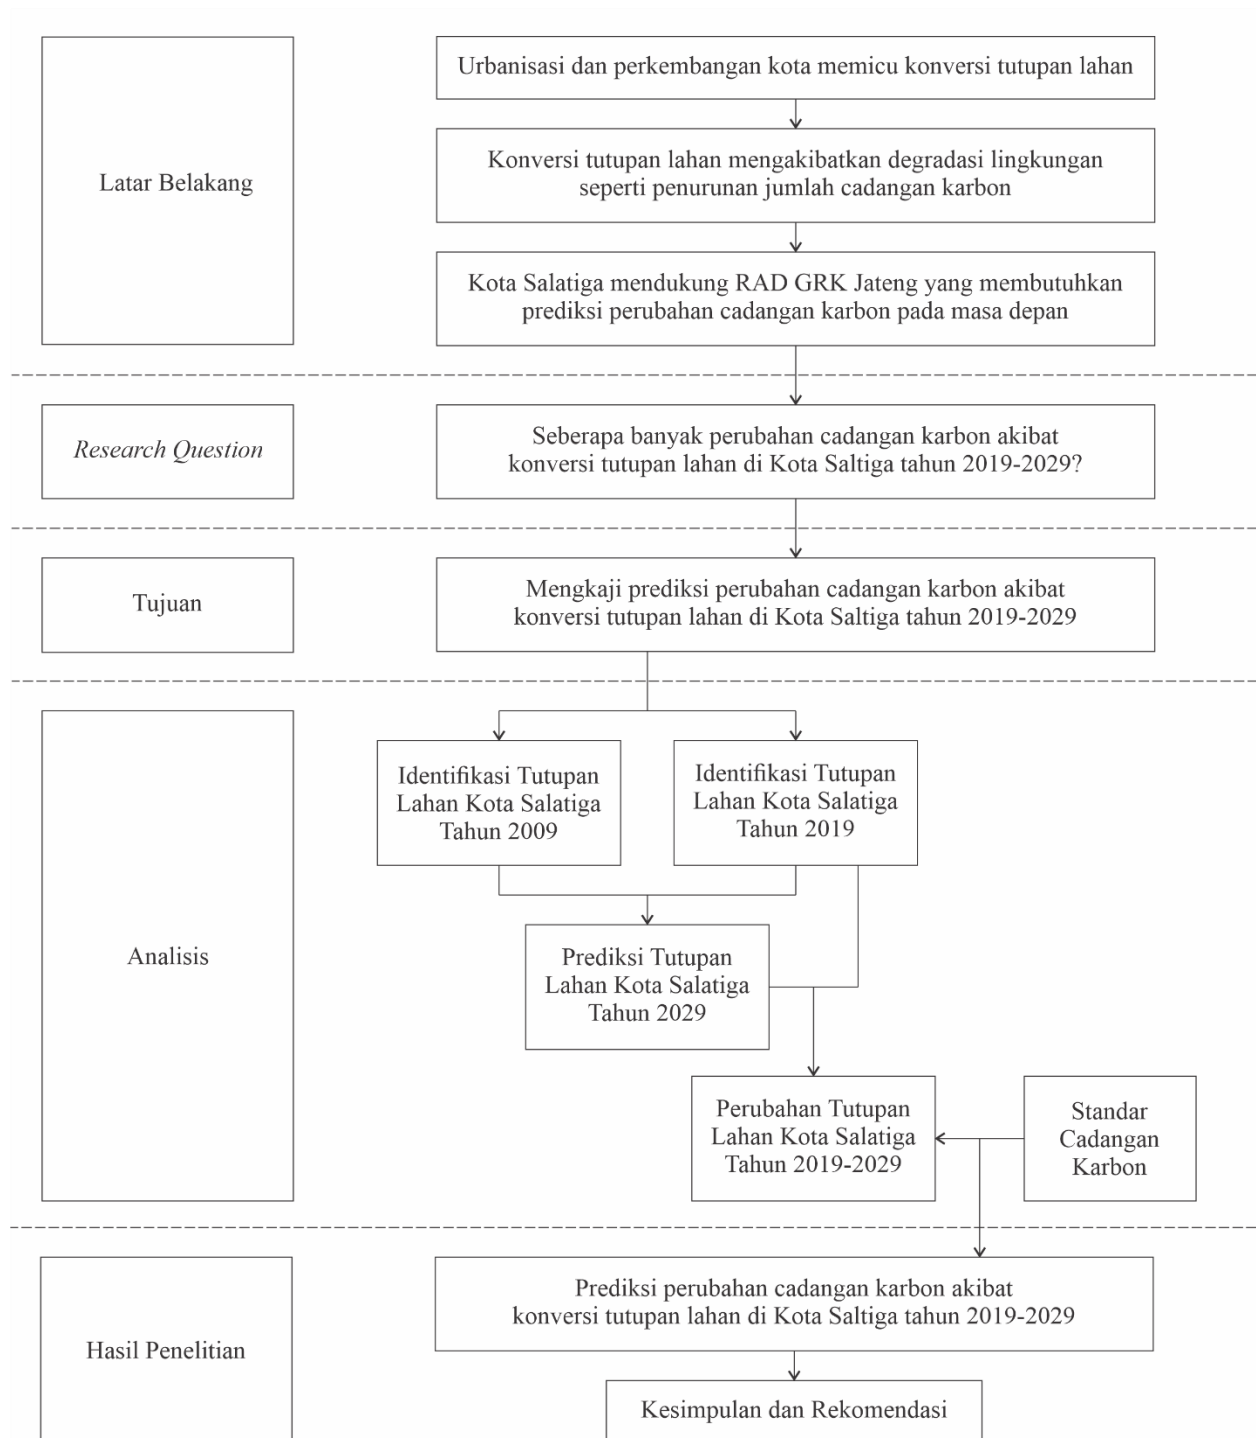 Latar Belakang
Urbanisasi dan perkembangan kota memicu konversi tutupan lahan
Konversi tutupan lahan mengakibatkan degradasi lingkungan
seperti penurunan jumlah cadangan karbon
Kota Salatiga mendukung RAD GRK Jateng yang membutuhkan
prediksi perubahan cadangan karbon pada masa depan
Research Question
Seberapa banyak perubahan cadangan karbon akibat
konversi tutupan lahan di Kota Saltiga tahun 2019-2029?
Tujuan
Mengkaji prediksi perubahan cadangan karbon akibat
konversi tutupan lahan di Kota Saltiga tahun 2019-2029
Analisis
Identifikasi Tutupan
Lahan Kota Salatiga
Tahun 2009
Identifikasi Tutupan
Lahan Kota Salatiga
Tahun 2019
Prediksi Tutupan
Lahan Kota Salatiga
Tahun 2029
Perubahan Tutupan
Lahan Kota Salatiga
Tahun 2019-2029
Standar
Cadangan
Karbon
Hasil Penelitian
Prediksi perubahan cadangan karbon akibat
konversi tutupan lahan di Kota Saltiga tahun 2019-2029
Kesimpulan dan Rekomendasi